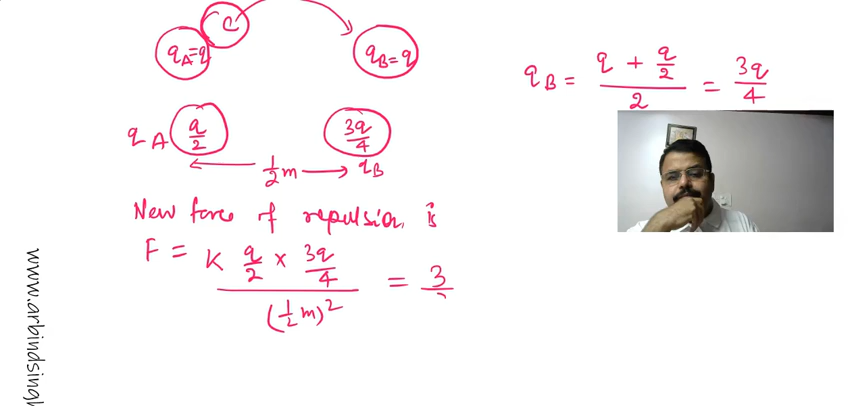 C
qA=q
qB=q
qB = (q + q/2)/2 = 3q/4
qA q/2
3q/4
1/2 m
qB
New force of repulsion is
F = K q/2 × 3q/4 / (1/2 m)² = 3/
www.arbindsingh